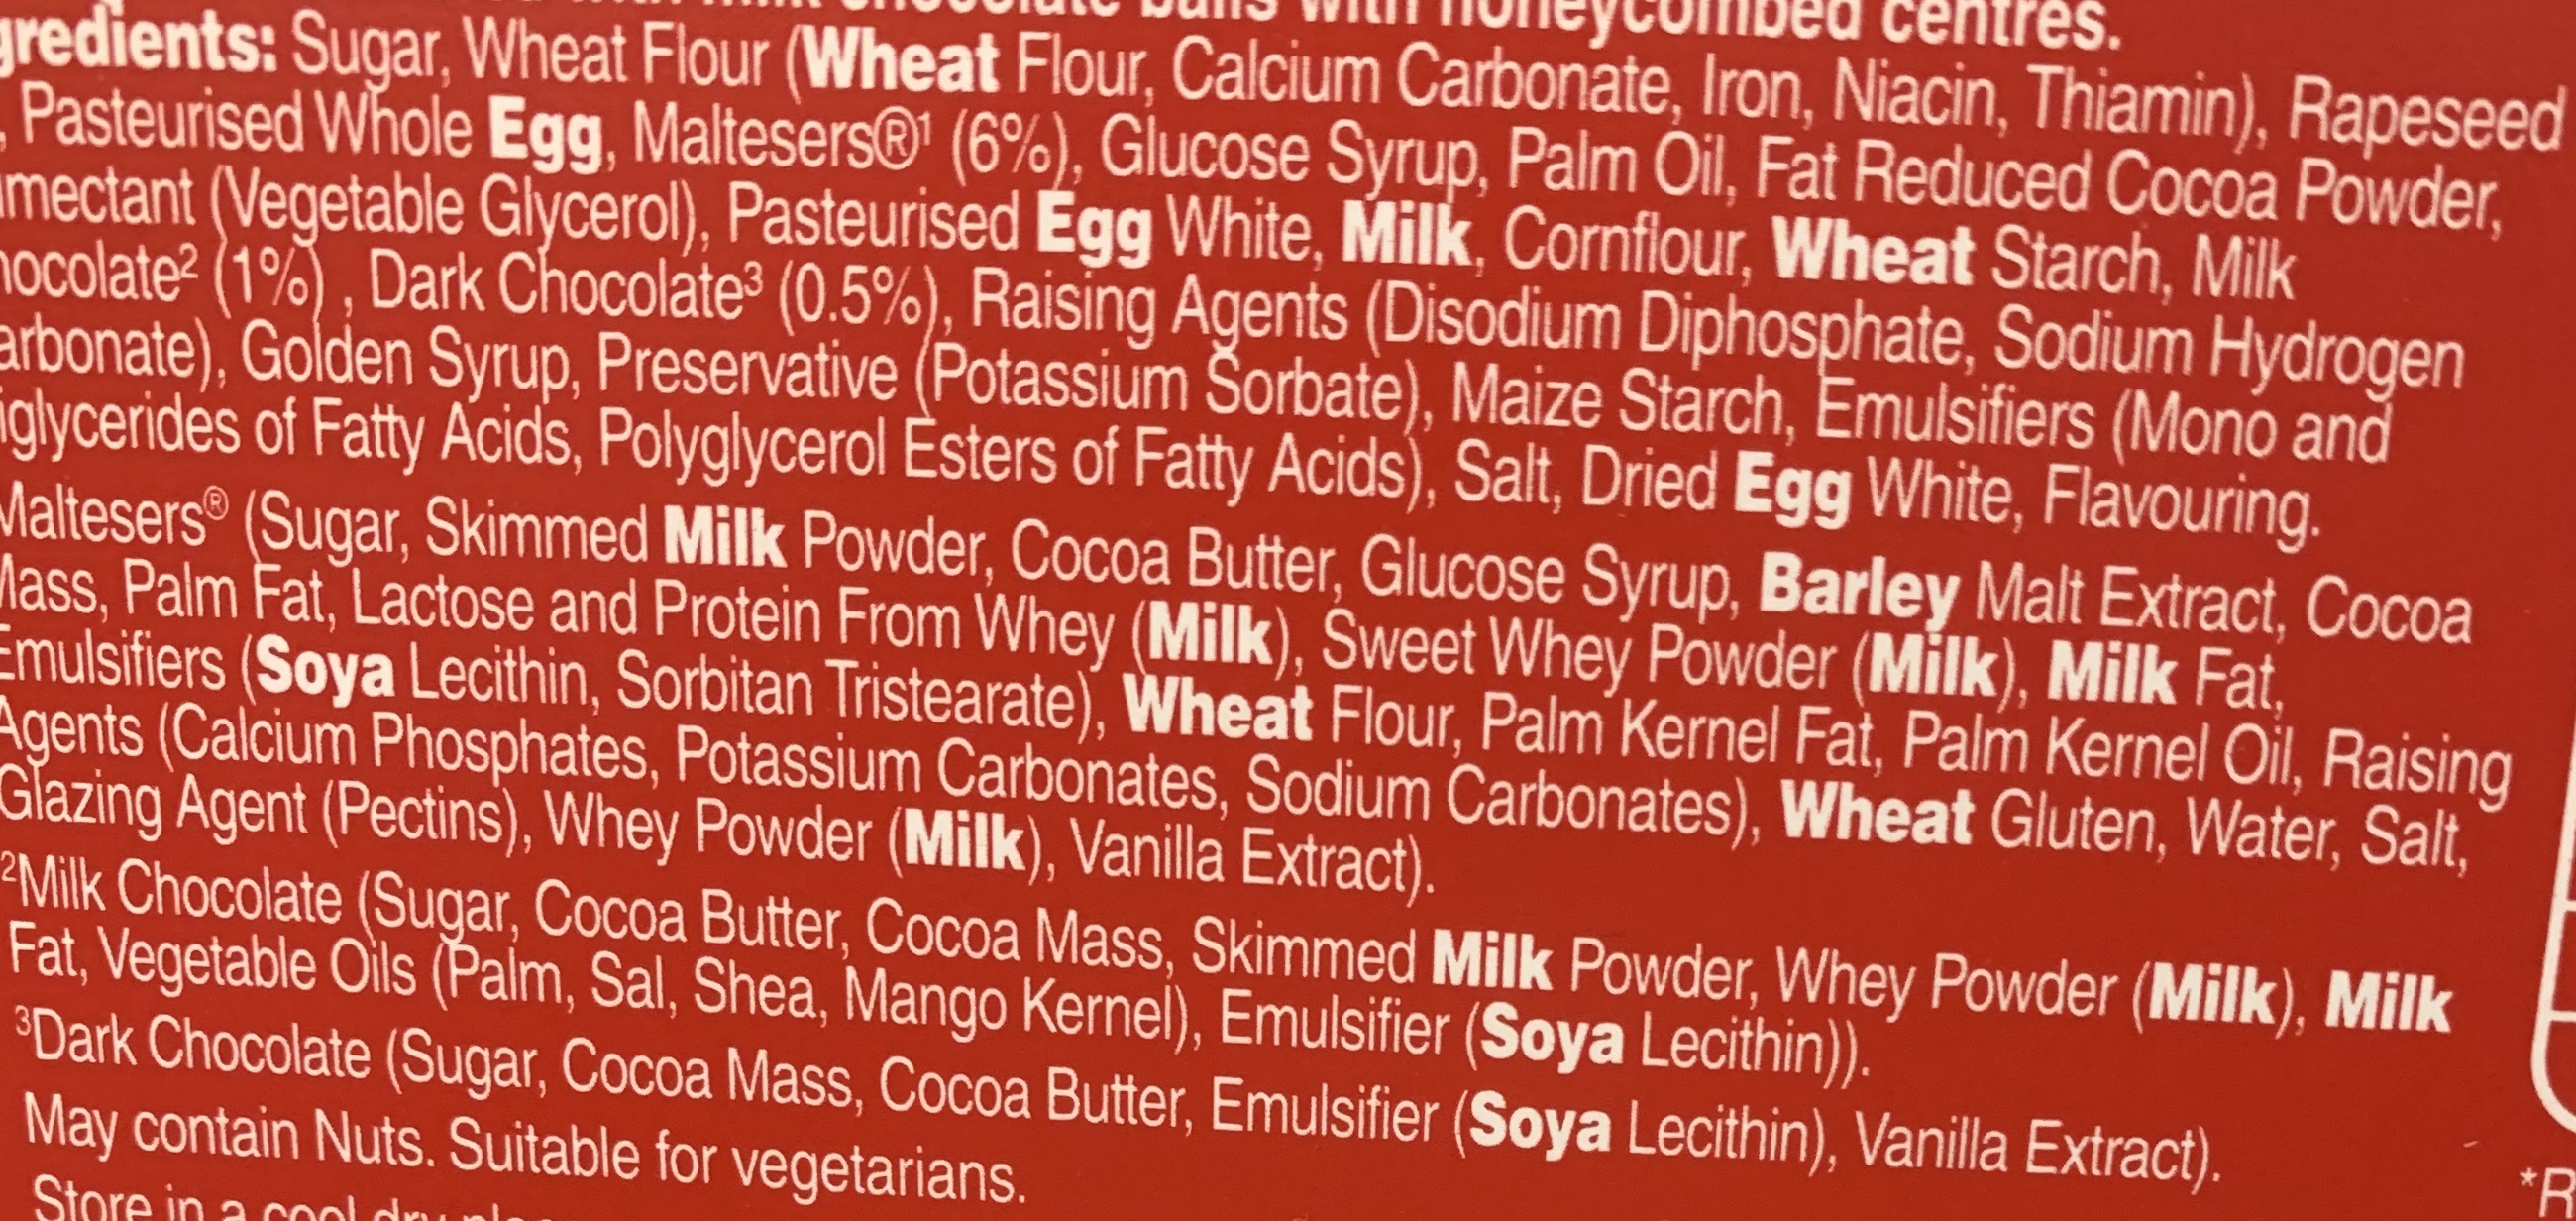 balls with honeycombed centres.
gredients: Sugar, Wheat Flour (Wheat Flour, Calcium Carbonate, Iron, Niacin, Thiamin), Rapeseed
, Pasteurised Whole Egg, Maltesers®¹ (6%), Glucose Syrup, Palm Oil, Fat Reduced Cocoa Powder,
mectant (Vegetable Glycerol), Pasteurised Egg White, Milk, Cornflour, Wheat Starch, Milk
hocolate² (1%) , Dark Chocolate³ (0.5%), Raising Agents (Disodium Diphosphate, Sodium Hydrogen
arbonate), Golden Syrup, Preservative (Potassium Sorbate), Maize Starch, Emulsifiers (Mono and
iglycerides of Fatty Acids, Polyglycerol Esters of Fatty Acids), Salt, Dried Egg White, Flavouring.
Maltesers® (Sugar, Skimmed Milk Powder, Cocoa Butter, Glucose Syrup, Barley Malt Extract, Cocoa
Mass, Palm Fat, Lactose and Protein From Whey (Milk), Sweet Whey Powder (Milk), Milk Fat,
Emulsifiers (Soya Lecithin, Sorbitan Tristearate), Wheat Flour, Palm Kernel Fat, Palm Kernel Oil, Raising
Agents (Calcium Phosphates, Potassium Carbonates, Sodium Carbonates), Wheat Gluten, Water, Salt,
Glazing Agent (Pectins), Whey Powder (Milk), Vanilla Extract).
²Milk Chocolate (Sugar, Cocoa Butter, Cocoa Mass, Skimmed Milk Powder, Whey Powder (Milk), Milk
Fat, Vegetable Oils (Palm, Sal, Shea, Mango Kernel), Emulsifier (Soya Lecithin)).
³Dark Chocolate (Sugar, Cocoa Mass, Cocoa Butter, Emulsifier (Soya Lecithin), Vanilla Extract).
May contain Nuts. Suitable for vegetarians.
Store in a cool dry
*R